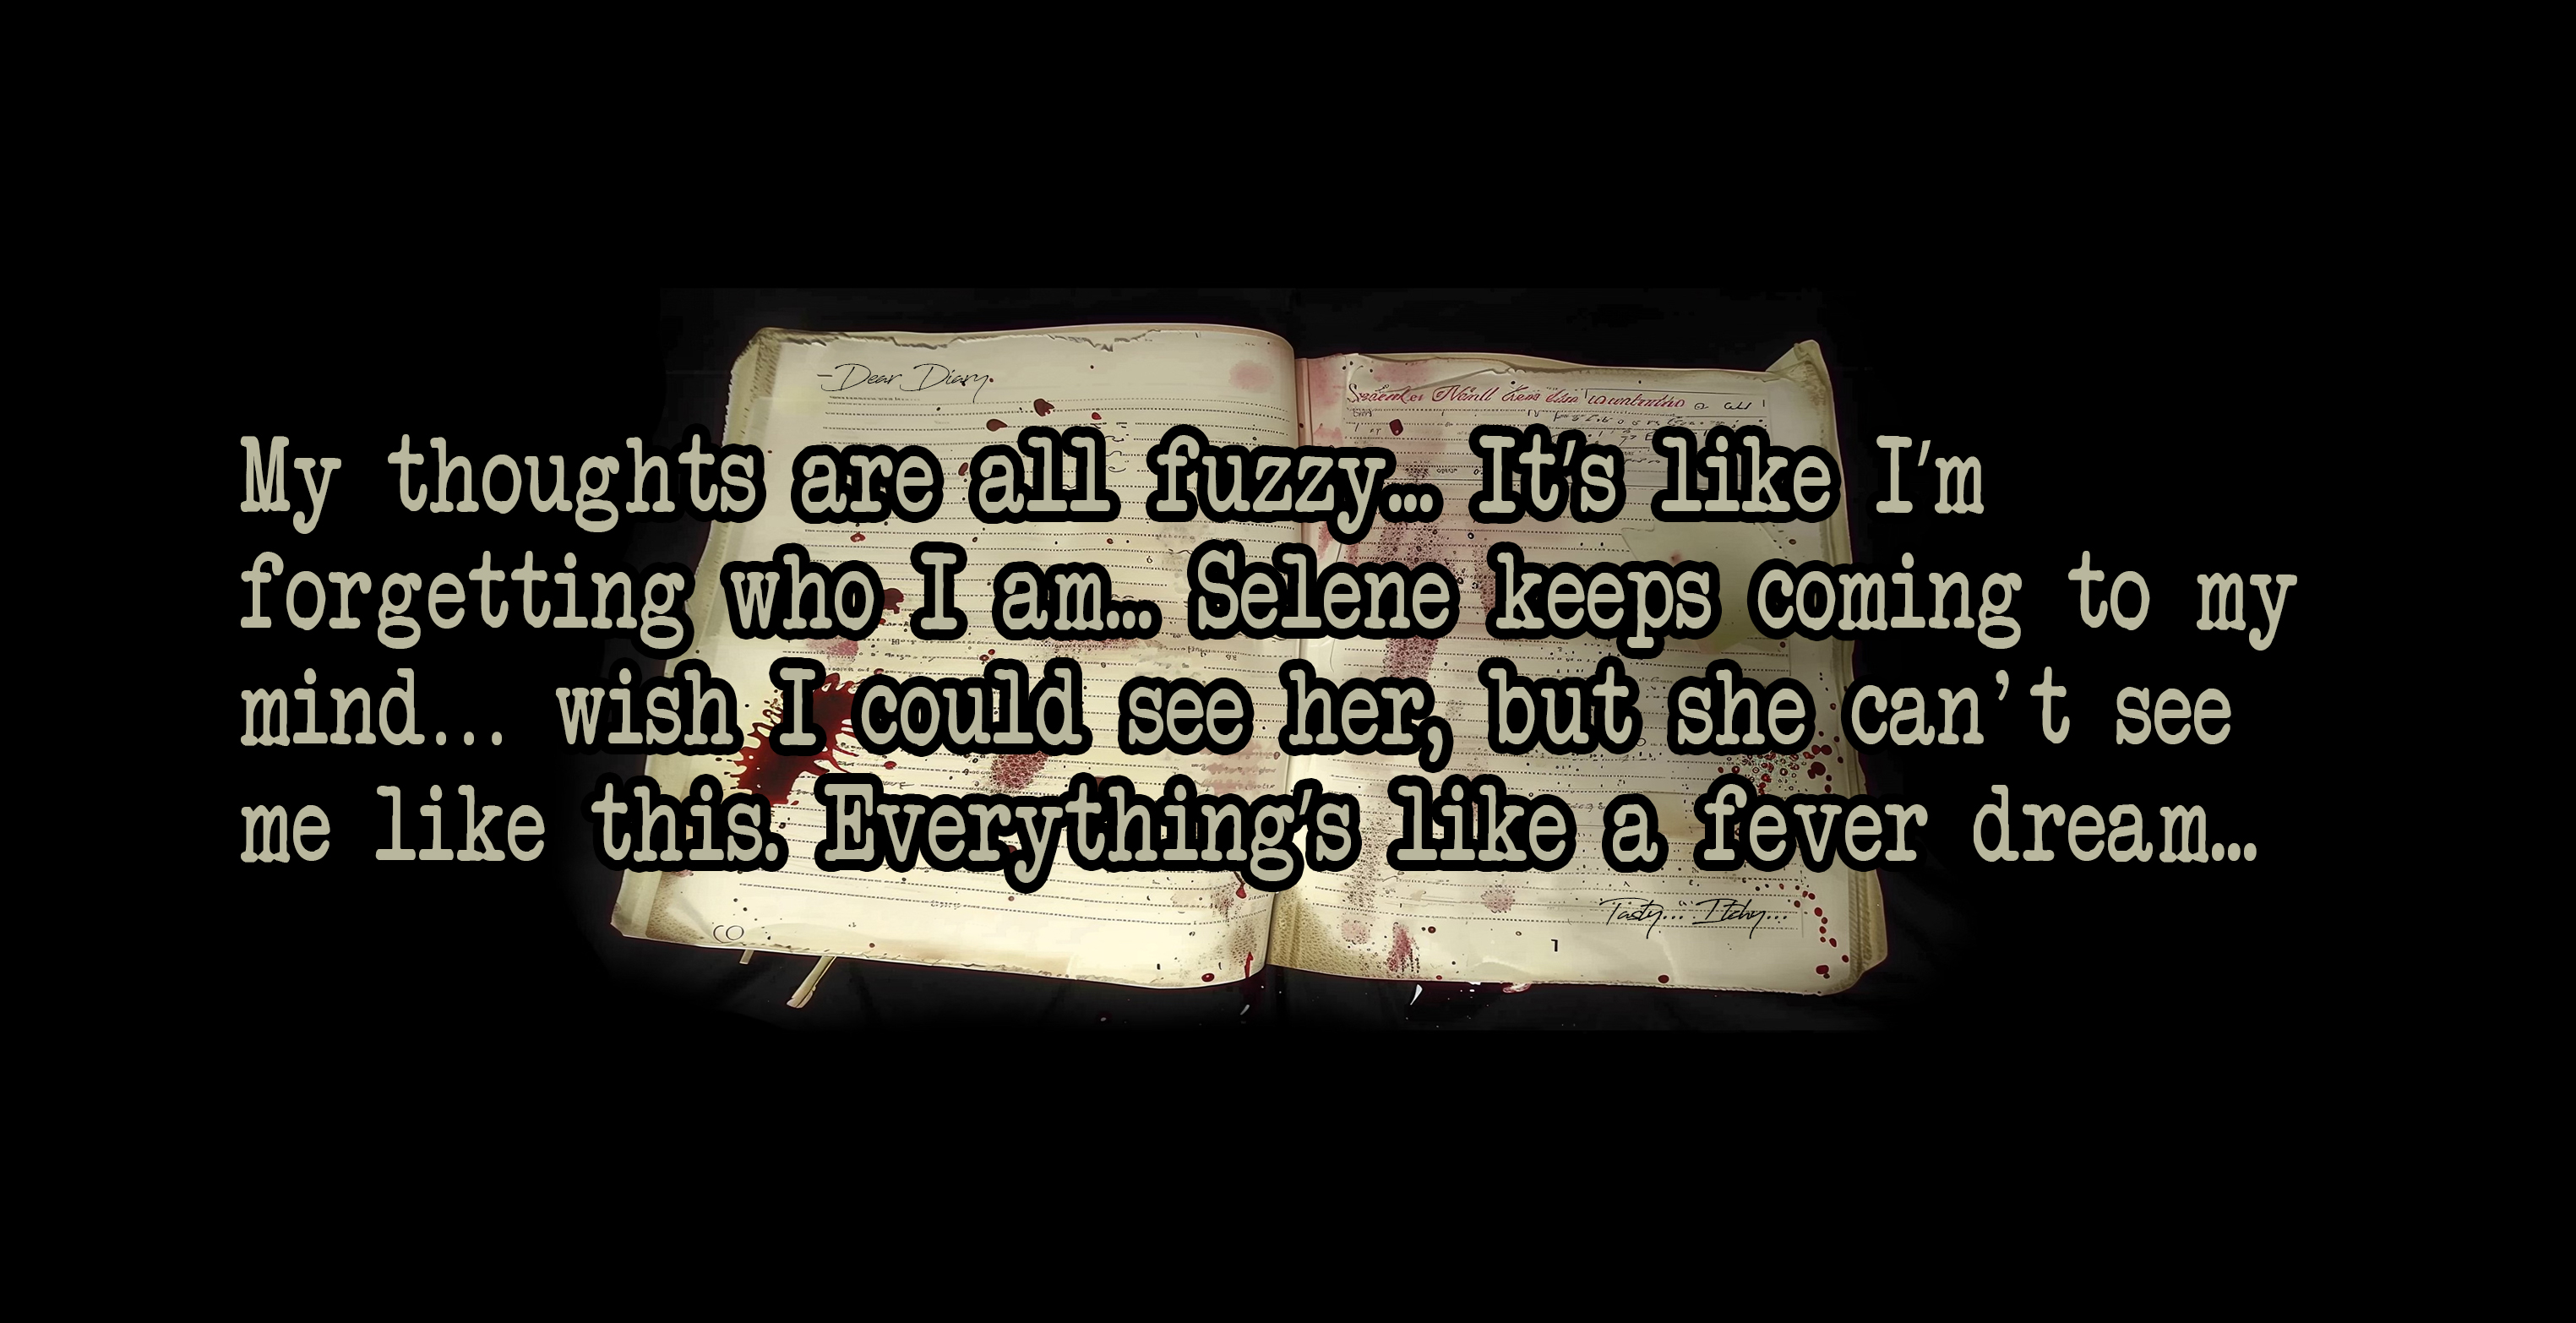 -Dear Diary.
My thoughts are all fuzzy... It's like I'm
forgetting who I am... Selene keeps coming to my
mind... wish I could see her, but she can't see
me like this. Everything's like a fever dream...
Tasty... Itchy...